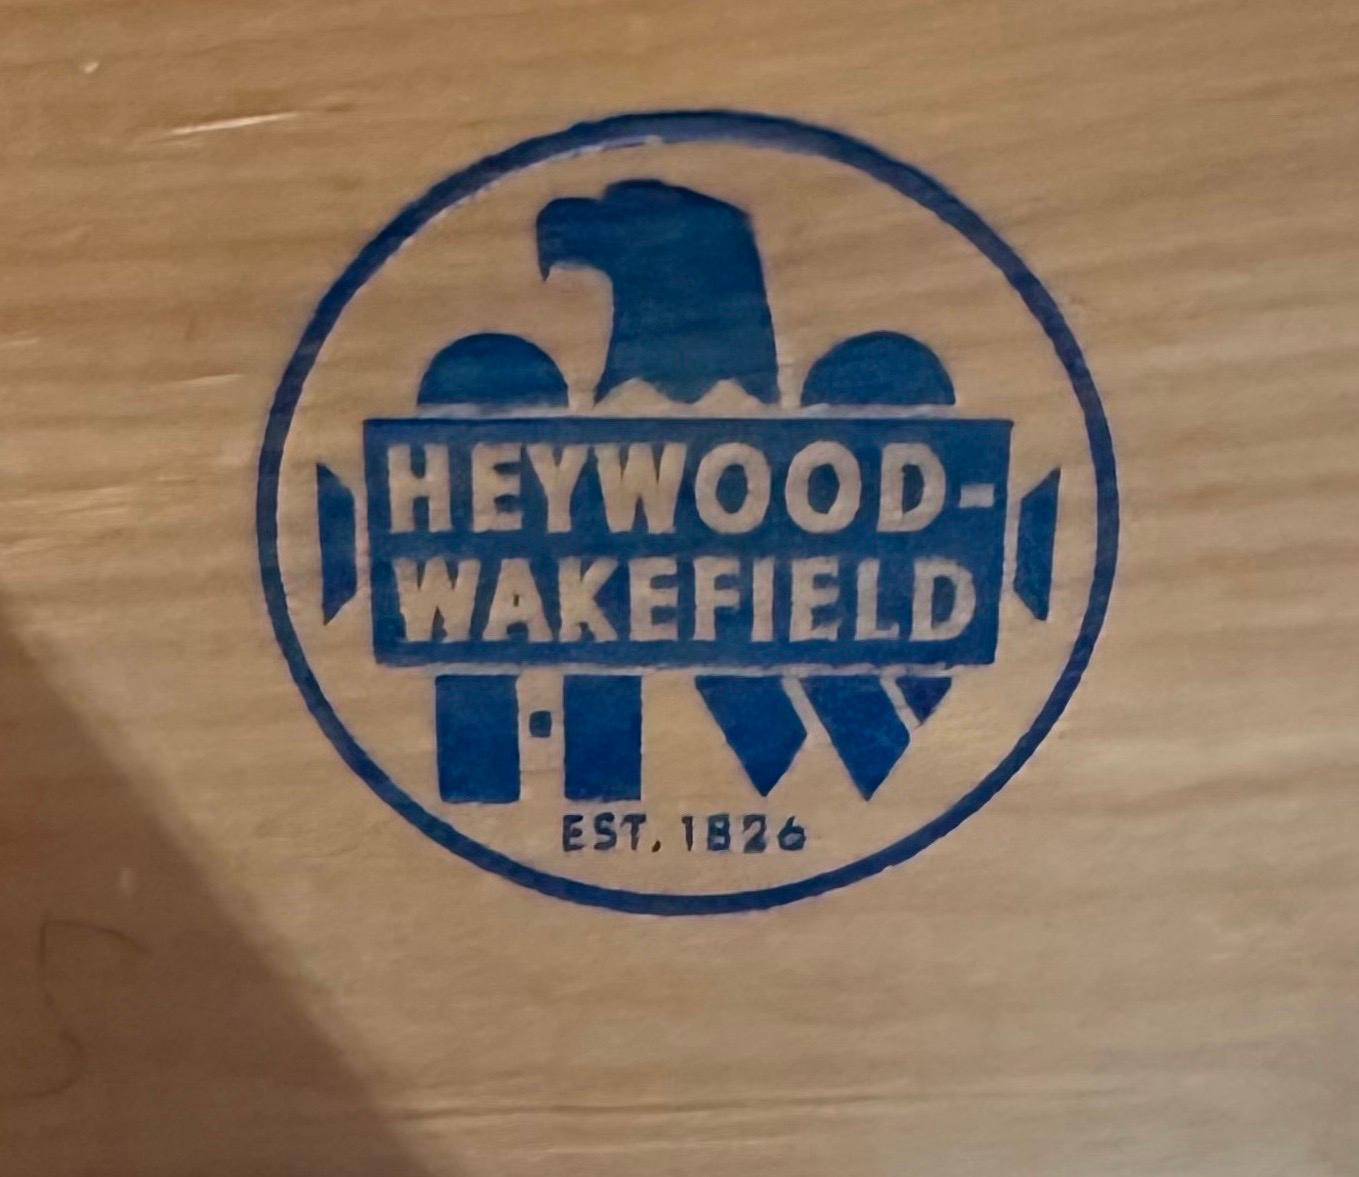 HEYWOOD-
WAKEFIELD
H·W
EST. 1826